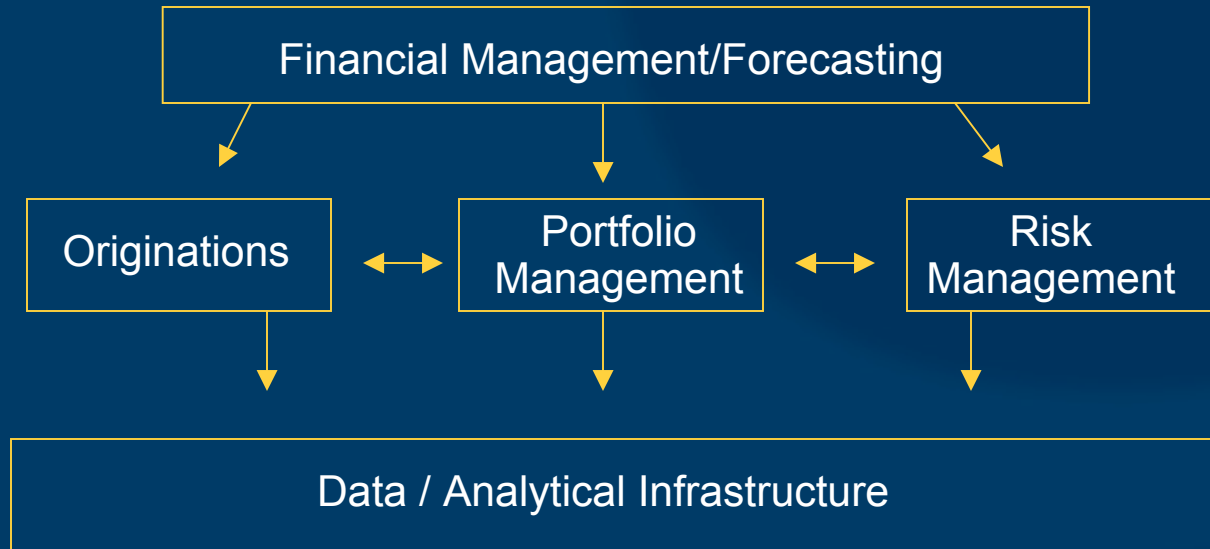 Financial Management/Forecasting
Originations
Portfolio
Management
Risk
Management
Data / Analytical Infrastructure